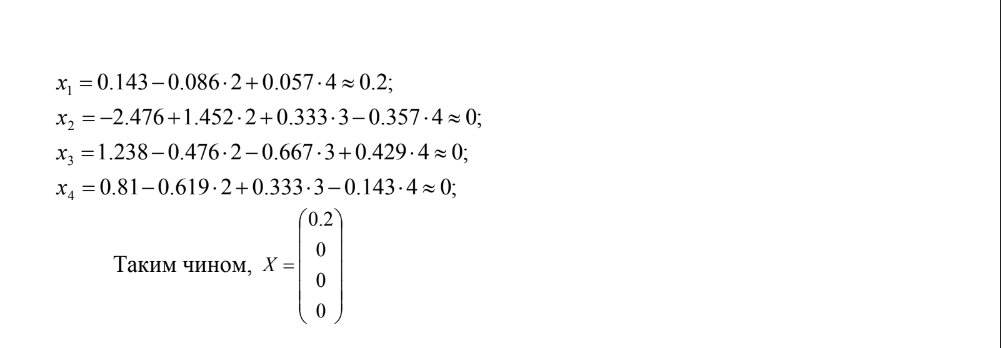 x₁ = 0.143 − 0.086 · 2 + 0.057 · 4 ≈ 0.2;
x₂ = −2.476 + 1.452 · 2 + 0.333 · 3 − 0.357 · 4 ≈ 0;
x₃ = 1.238 − 0.476 · 2 − 0.667 · 3 + 0.429 · 4 ≈ 0;
x₄ = 0.81 − 0.619 · 2 + 0.333 · 3 − 0.143 · 4 ≈ 0;
0.2
0
Таким чином, X =
0
0